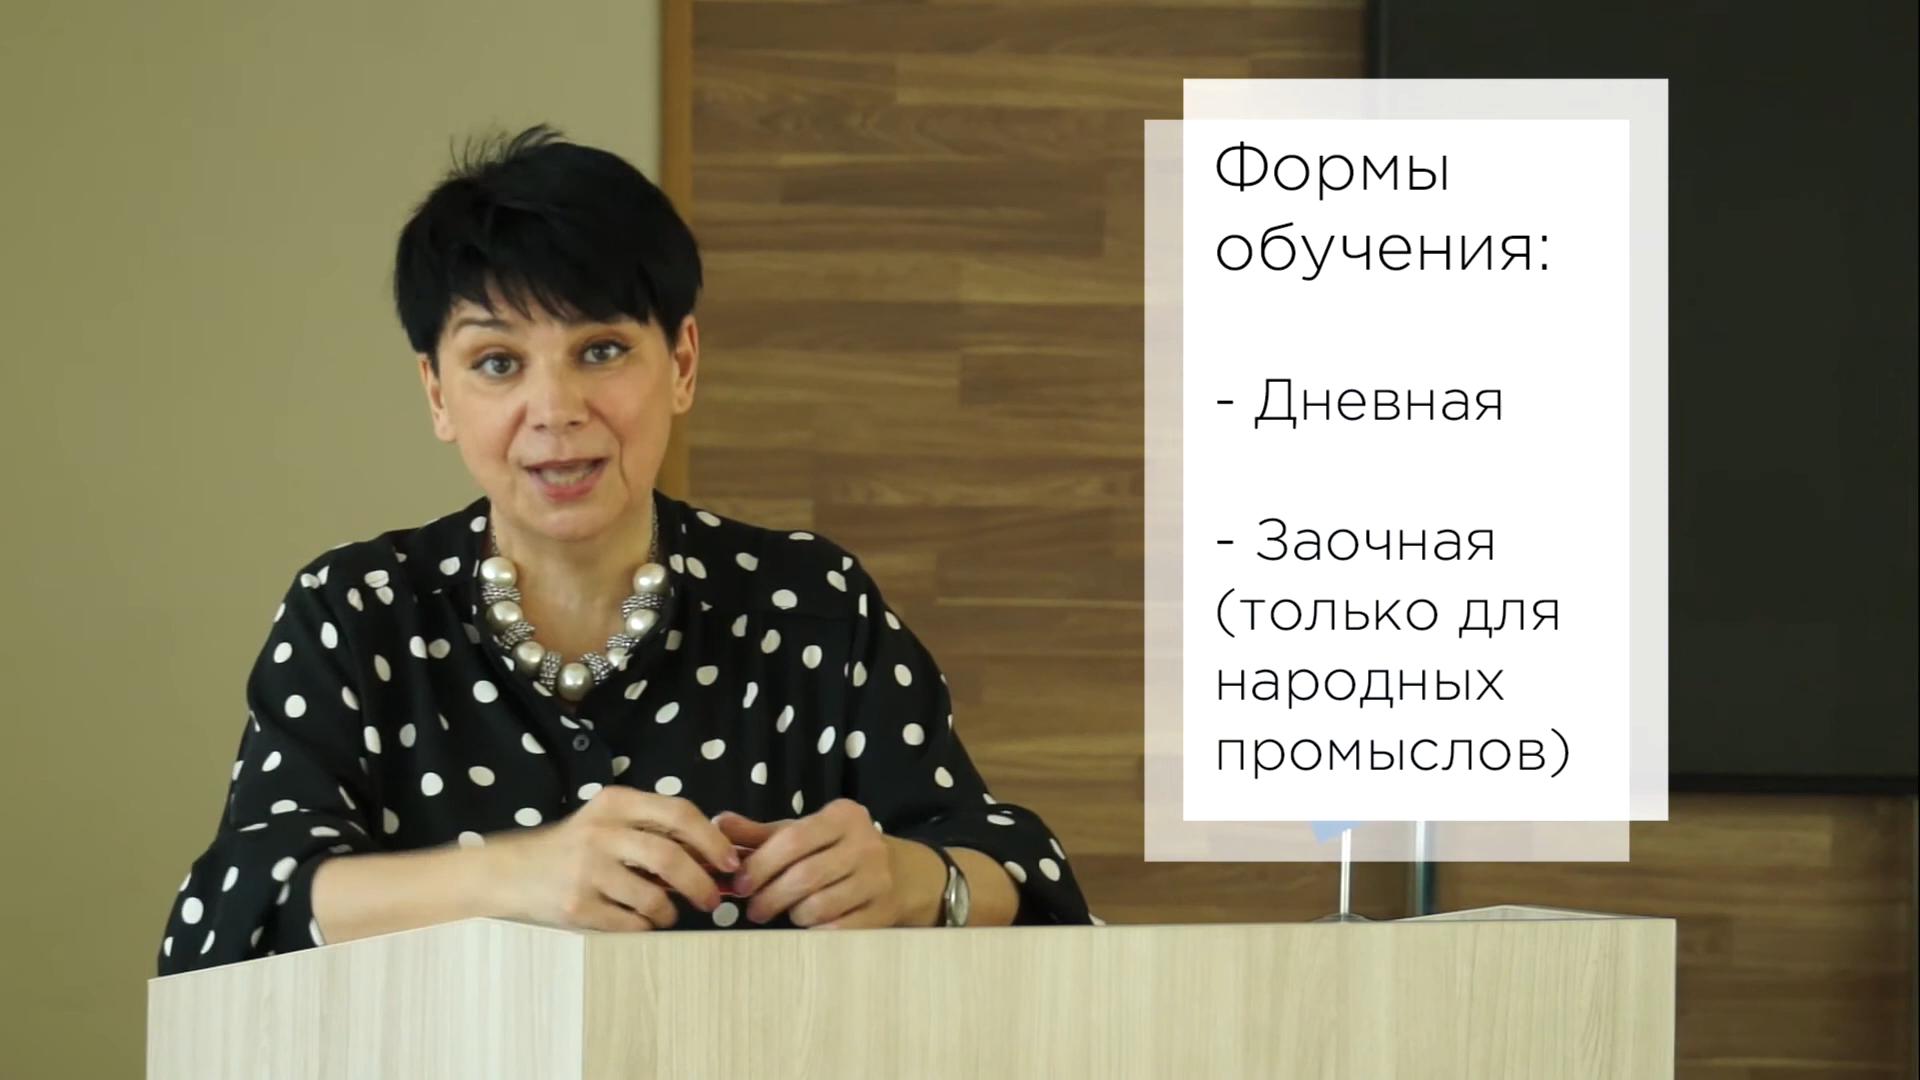 Формы
обучения:
- Дневная
- Заочная
(только для
народных
промыслов)